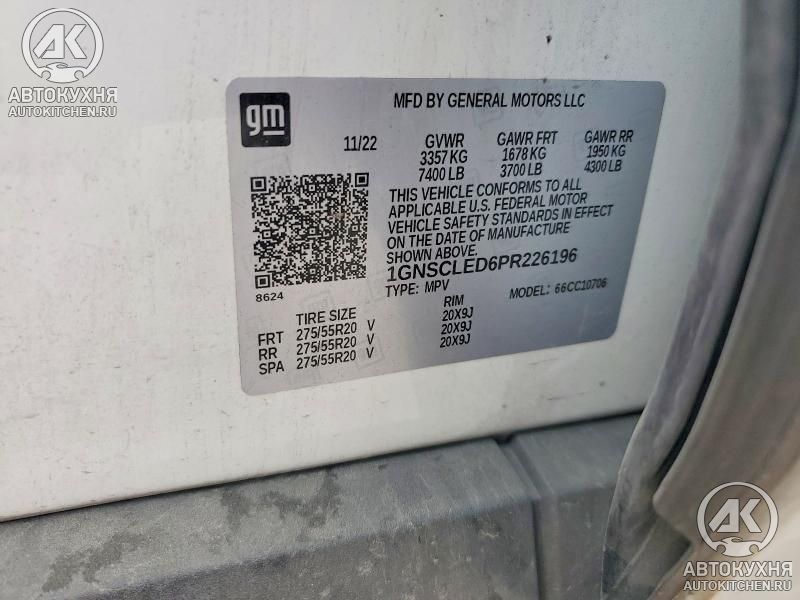 AK
АВТОКУХНЯ
AUTOKITCHEN.RU
gm
MFD BY GENERAL MOTORS LLC
11/22 GVWR GAWR FRT GAWR RR
3357 KG 1678 KG 1950 KG
7400 LB 3700 LB 4300 LB
THIS VEHICLE CONFORMS TO ALL
APPLICABLE U.S. FEDERAL MOTOR
VEHICLE SAFETY STANDARDS IN EFFECT
ON THE DATE OF MANUFACTURE
SHOWN ABOVE.
1GNSCLED6PR226196
8624
TYPE: MPV MODEL: 66CC10706
TIRE SIZE RIM
FRT 275/55R20 V 20X9J
RR 275/55R20 V 20X9J
SPA 275/55R20 V 20X9J
AK
АВТОКУХНЯ
AUTOKITCHEN.RU